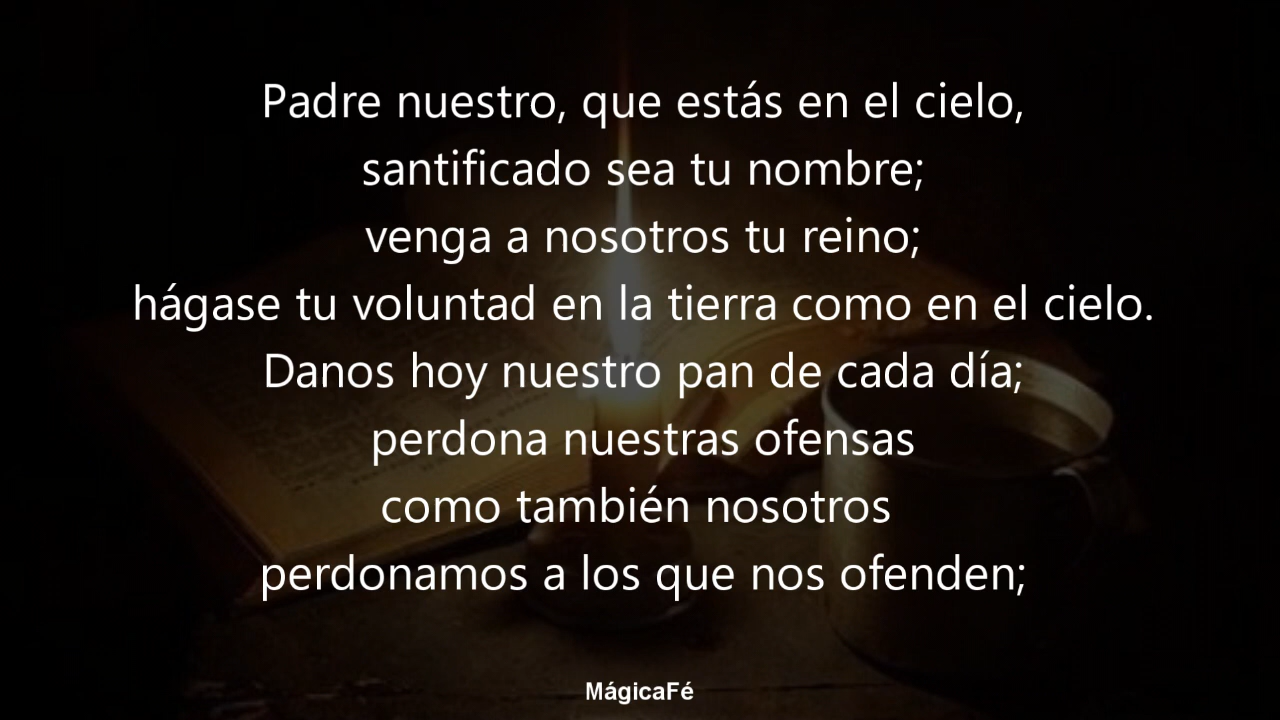 Padre nuestro, que estás en el cielo,
santificado sea tu nombre;
venga a nosotros tu reino;
hágase tu voluntad en la tierra como en el cielo.
Danos hoy nuestro pan de cada día;
perdona nuestras ofensas
como también nosotros
perdonamos a los que nos ofenden;
MágicaFé